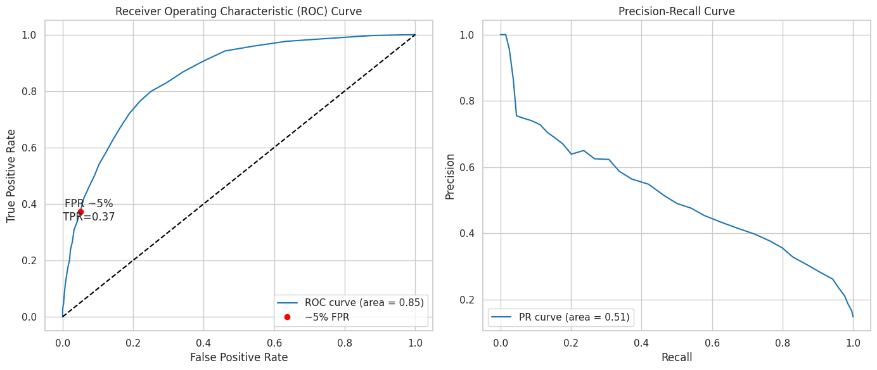 Receiver Operating Characteristic (ROC) Curve
1.0
0.8
0.6
0.4
0.2
0.0
True Positive Rate
FPR ~5%
TPR=0.37
ROC curve (area = 0.85)
~5% FPR
0.0 0.2 0.4 0.6 0.8 1.0
False Positive Rate
Precision-Recall Curve
1.0
0.8
0.6
0.4
0.2
Precision
PR curve (area = 0.51)
0.0 0.2 0.4 0.6 0.8 1.0
Recall